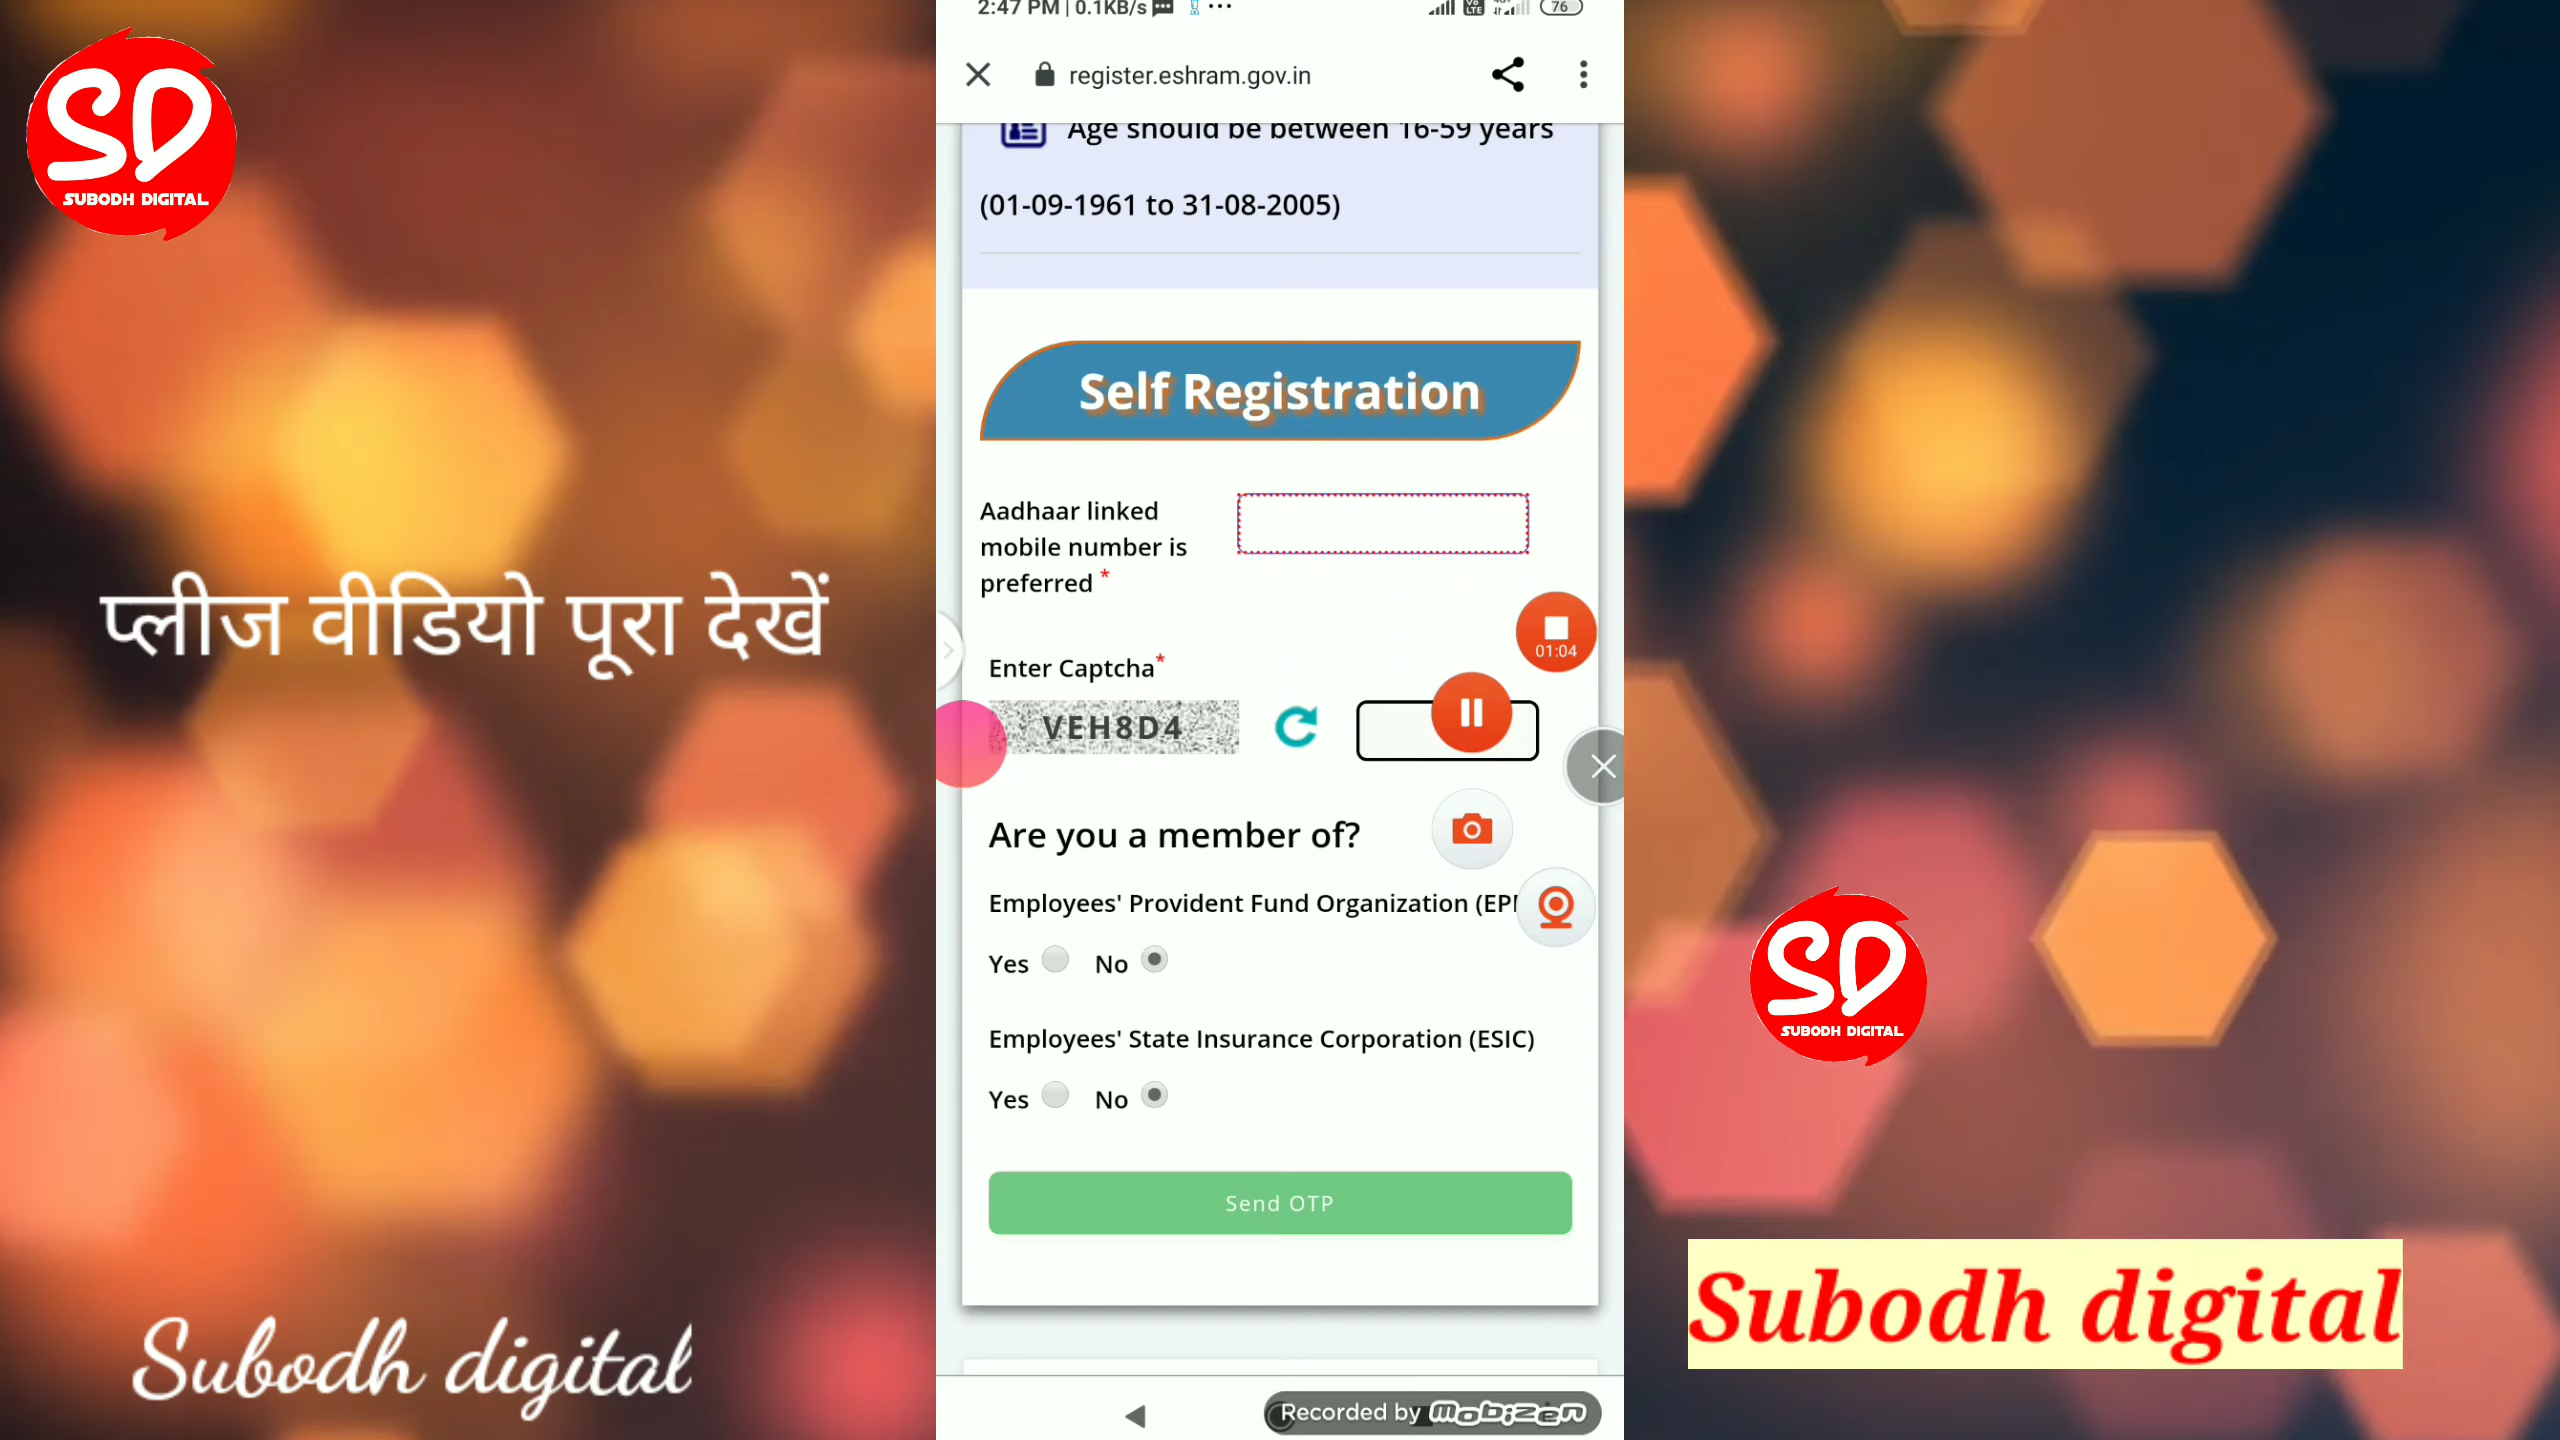 SD
SUBODH DIGITAL
प्लीज वीडियो पूरा देखें
Subodh digital
2:47 PM | 0.1KB/s
76
register.eshram.gov.in
Age should be between 16-59 years
(01-09-1961 to 31-08-2005)
Self Registration
Aadhaar linked
mobile number is
preferred *
01:04
Enter Captcha*
VEH8D4
Are you a member of?
Employees' Provident Fund Organization
Yes No
Employees' State Insurance Corporation (ESIC)
Yes No
Send OTP
Recorded by mobizen
SD
SUBODH DIGITAL
Subodh digital